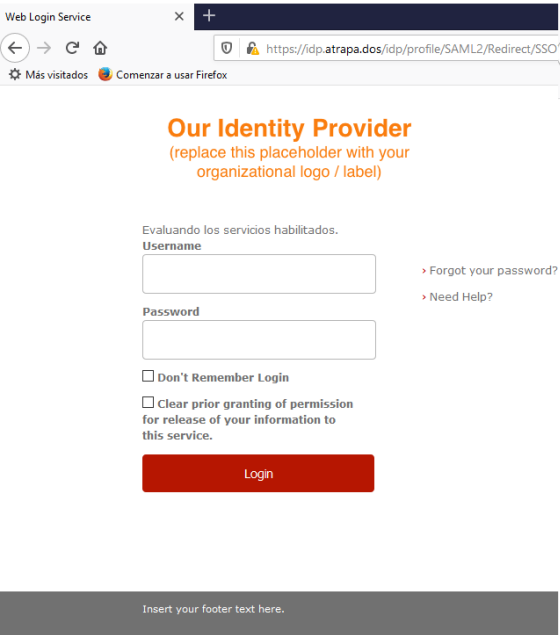 Web Login Service
https://idp.atrapa.dos/idp/profile/SAML2/Redirect/SSO
Más visitados Comenzar a usar Firefox
Our Identity Provider
(replace this placeholder with your
organizational logo / label)
Evaluando los servicios habilitados.
Username
› Forgot your password?
› Need Help?
Password
Don't Remember Login
Clear prior granting of permission
for release of your information to
this service.
Login
Insert your footer text here.